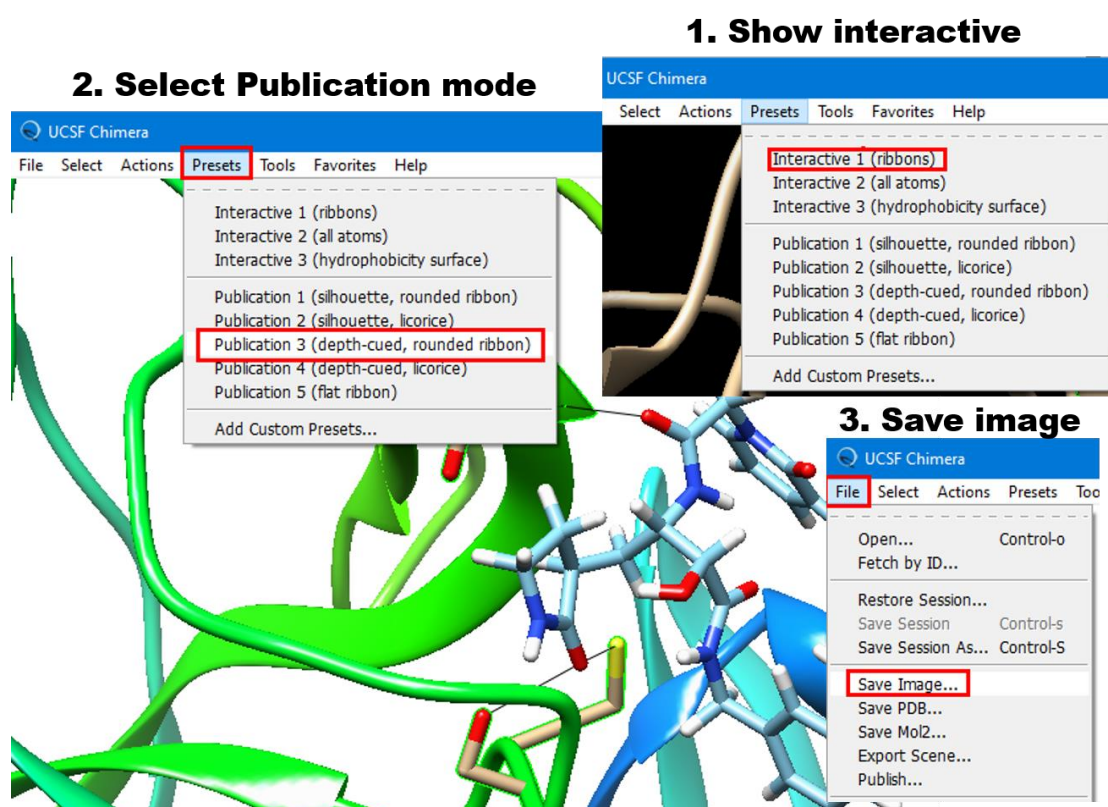 1. Show interactive
UCSF Chimera
Select Actions Presets Tools Favorites Help
Interactive 1 (ribbons)
Interactive 2 (all atoms)
Interactive 3 (hydrophobicity surface)
Publication 1 (silhouette, rounded ribbon)
Publication 2 (silhouette, licorice)
Publication 3 (depth-cued, rounded ribbon)
Publication 4 (depth-cued, licorice)
Publication 5 (flat ribbon)
Add Custom Presets...
2. Select Publication mode
UCSF Chimera
File Select Actions Presets Tools Favorites Help
Interactive 1 (ribbons)
Interactive 2 (all atoms)
Interactive 3 (hydrophobicity surface)
Publication 1 (silhouette, rounded ribbon)
Publication 2 (silhouette, licorice)
Publication 3 (depth-cued, rounded ribbon)
Publication 4 (depth-cued, licorice)
Publication 5 (flat ribbon)
Add Custom Presets...
3. Save image
UCSF Chimera
File Select Actions Presets Too
Open... Control-o
Fetch by ID...
Restore Session...
Save Session Control-s
Save Session As... Control-S
Save Image...
Save PDB...
Save Mol2...
Export Scene...
Publish...